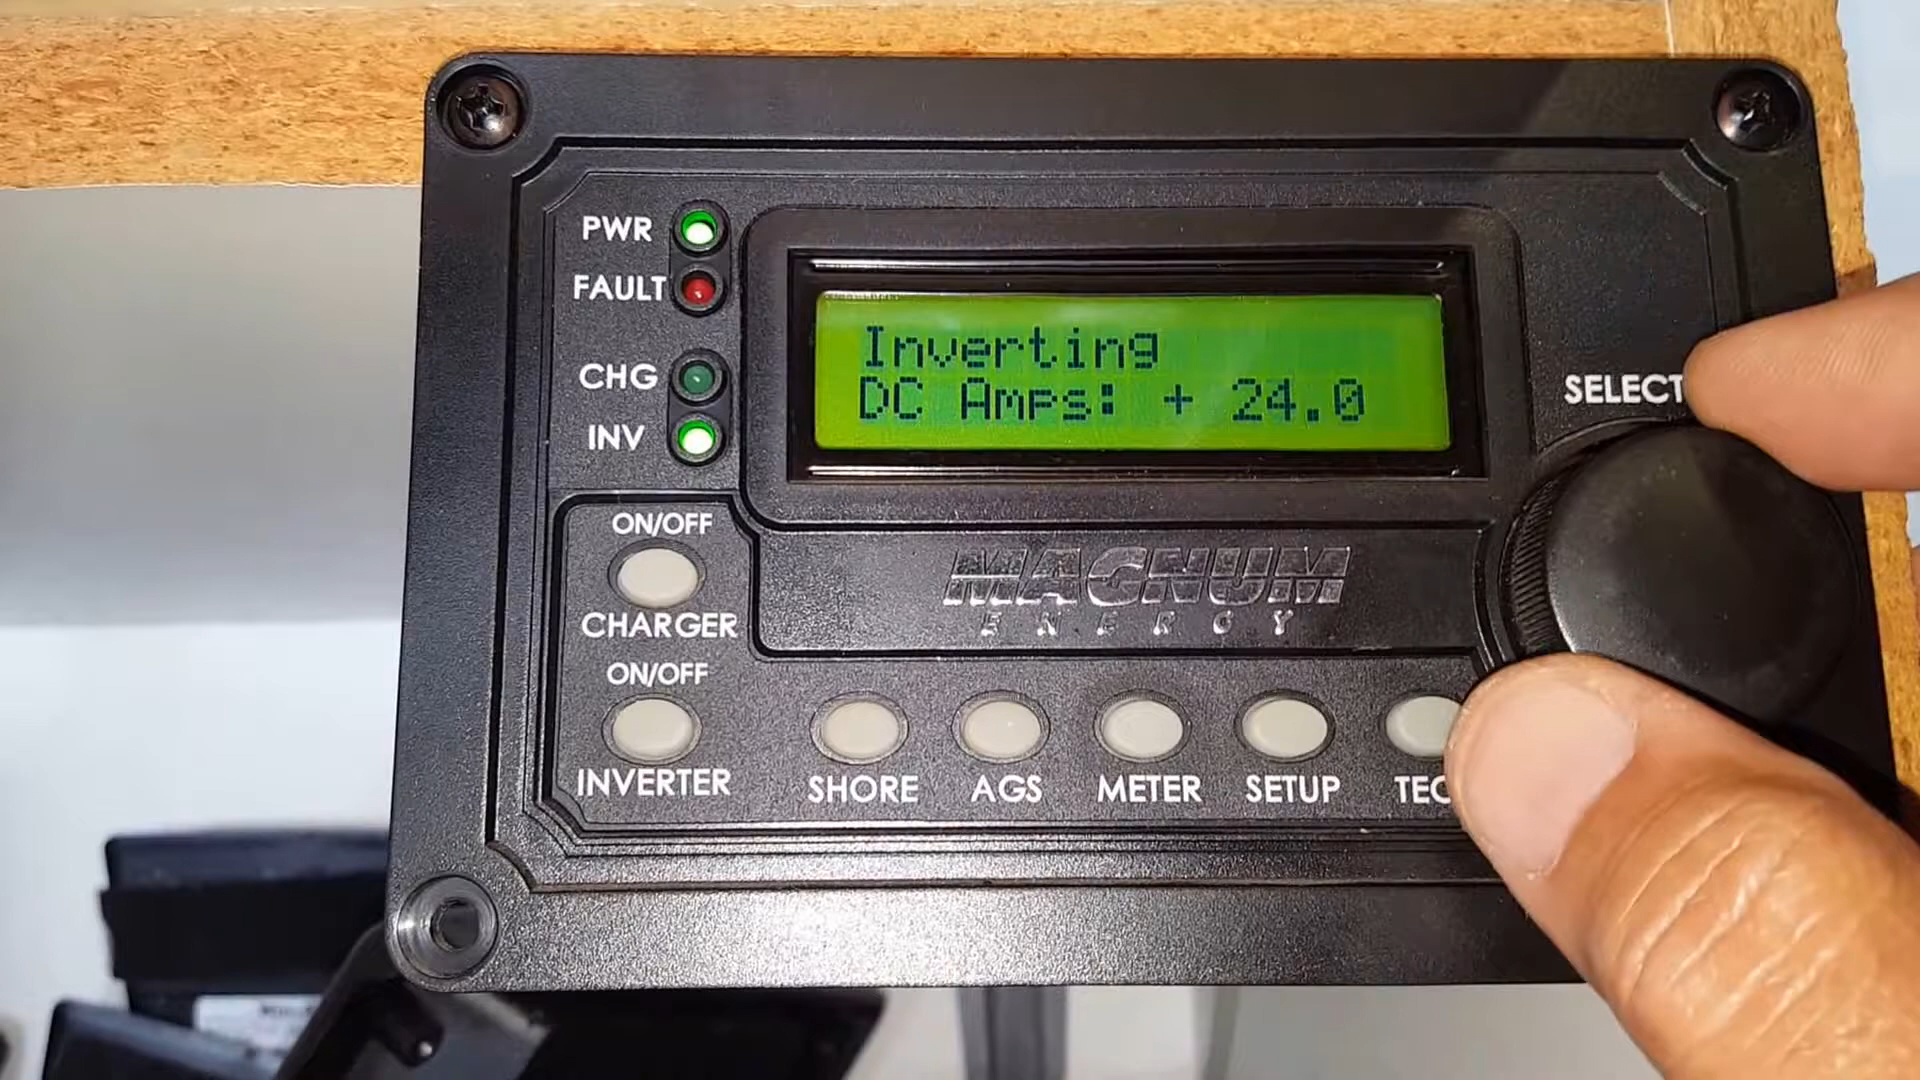 PWR
FAULT
CHG
INV
Inverting
DC Amps: + 24.0
SELECT
ON/OFF
CHARGER
MAGNUM
ENERGY
ON/OFF
INVERTER
SHORE
AGS
METER
SETUP